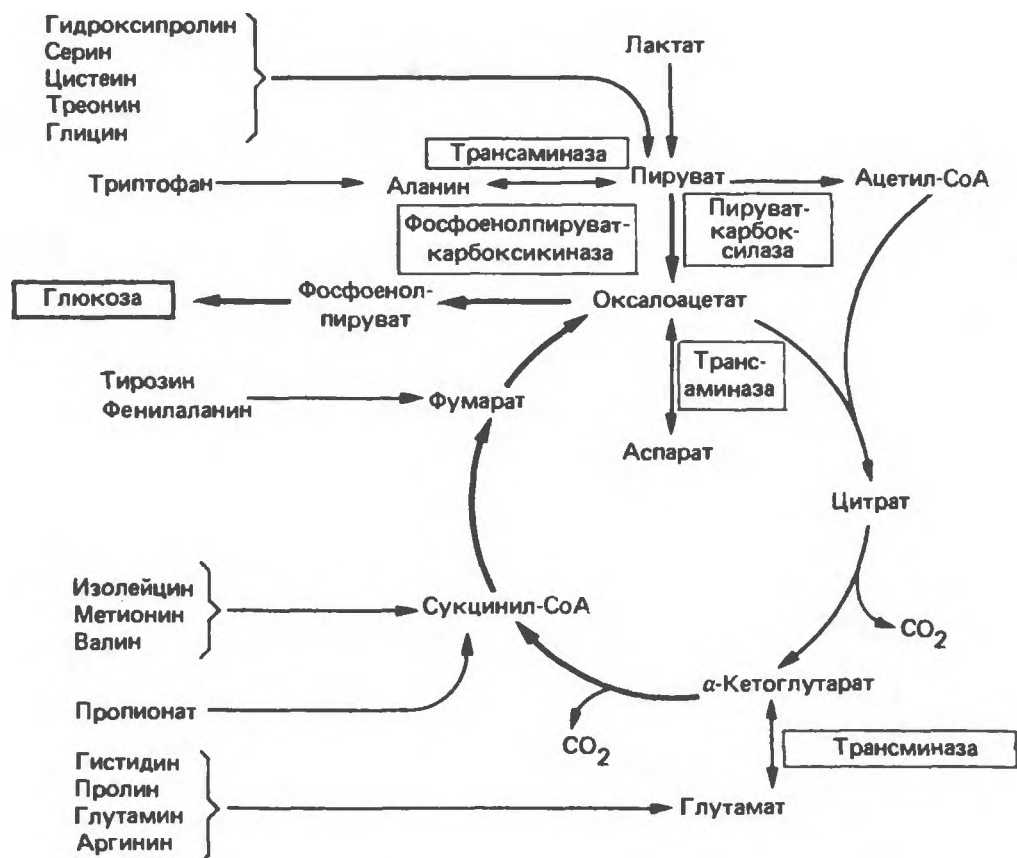 Гидроксипролин
Серин
Цистеин
Треонин
Глицин
Лактат
Трансаминаза
Триптофан
Аланин
Пируват
Ацетил-СоА
Фосфоенолпируват-
карбоксикиназа
Пируват-
карбок-
силаза
Глюкоза
Фосфоенол-
пируват
Оксалоацетат
Транс-
аминаза
Тирозин
Фенилаланин
Фумарат
Аспарат
Цитрат
Изолейцин
Метионин
Валин
Сукцинил-СоА
CO2
α-Кетоглутарат
Пропионат
CO2
Трансминаза
Гистидин
Пролин
Глутамин
Аргинин
Глутамат